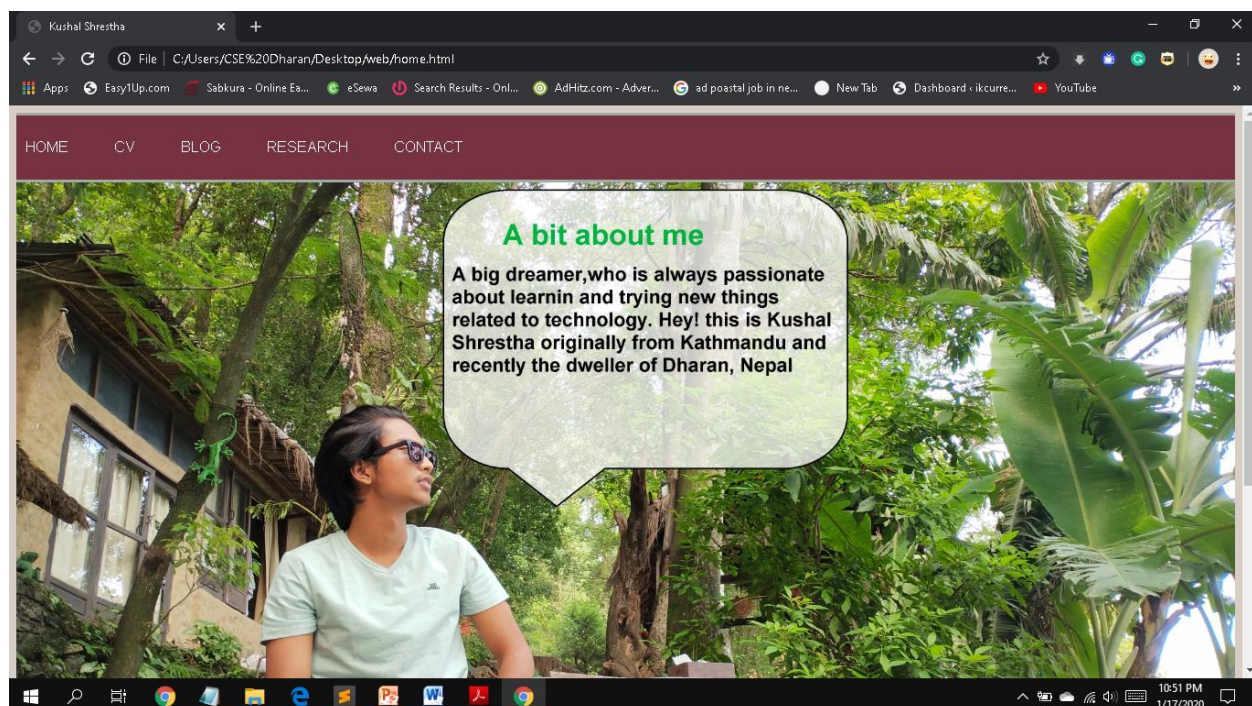 Kushal Shrestha
File | C:/Users/CSE%20Dharan/Desktop/web/home.html
Apps Easy1Up.com Sabkura - Online Ea... eSewa Search Results - Onl... AdHitz.com - Adver... ad poastal job in ne... New Tab Dashboard ‹ ikcurre... YouTube »
HOME CV BLOG RESEARCH CONTACT
A bit about me
A big dreamer,who is always passionate
about learnin and trying new things
related to technology. Hey! this is Kushal
Shrestha originally from Kathmandu and
recently the dweller of Dharan, Nepal
10:51 PM
1/17/2020